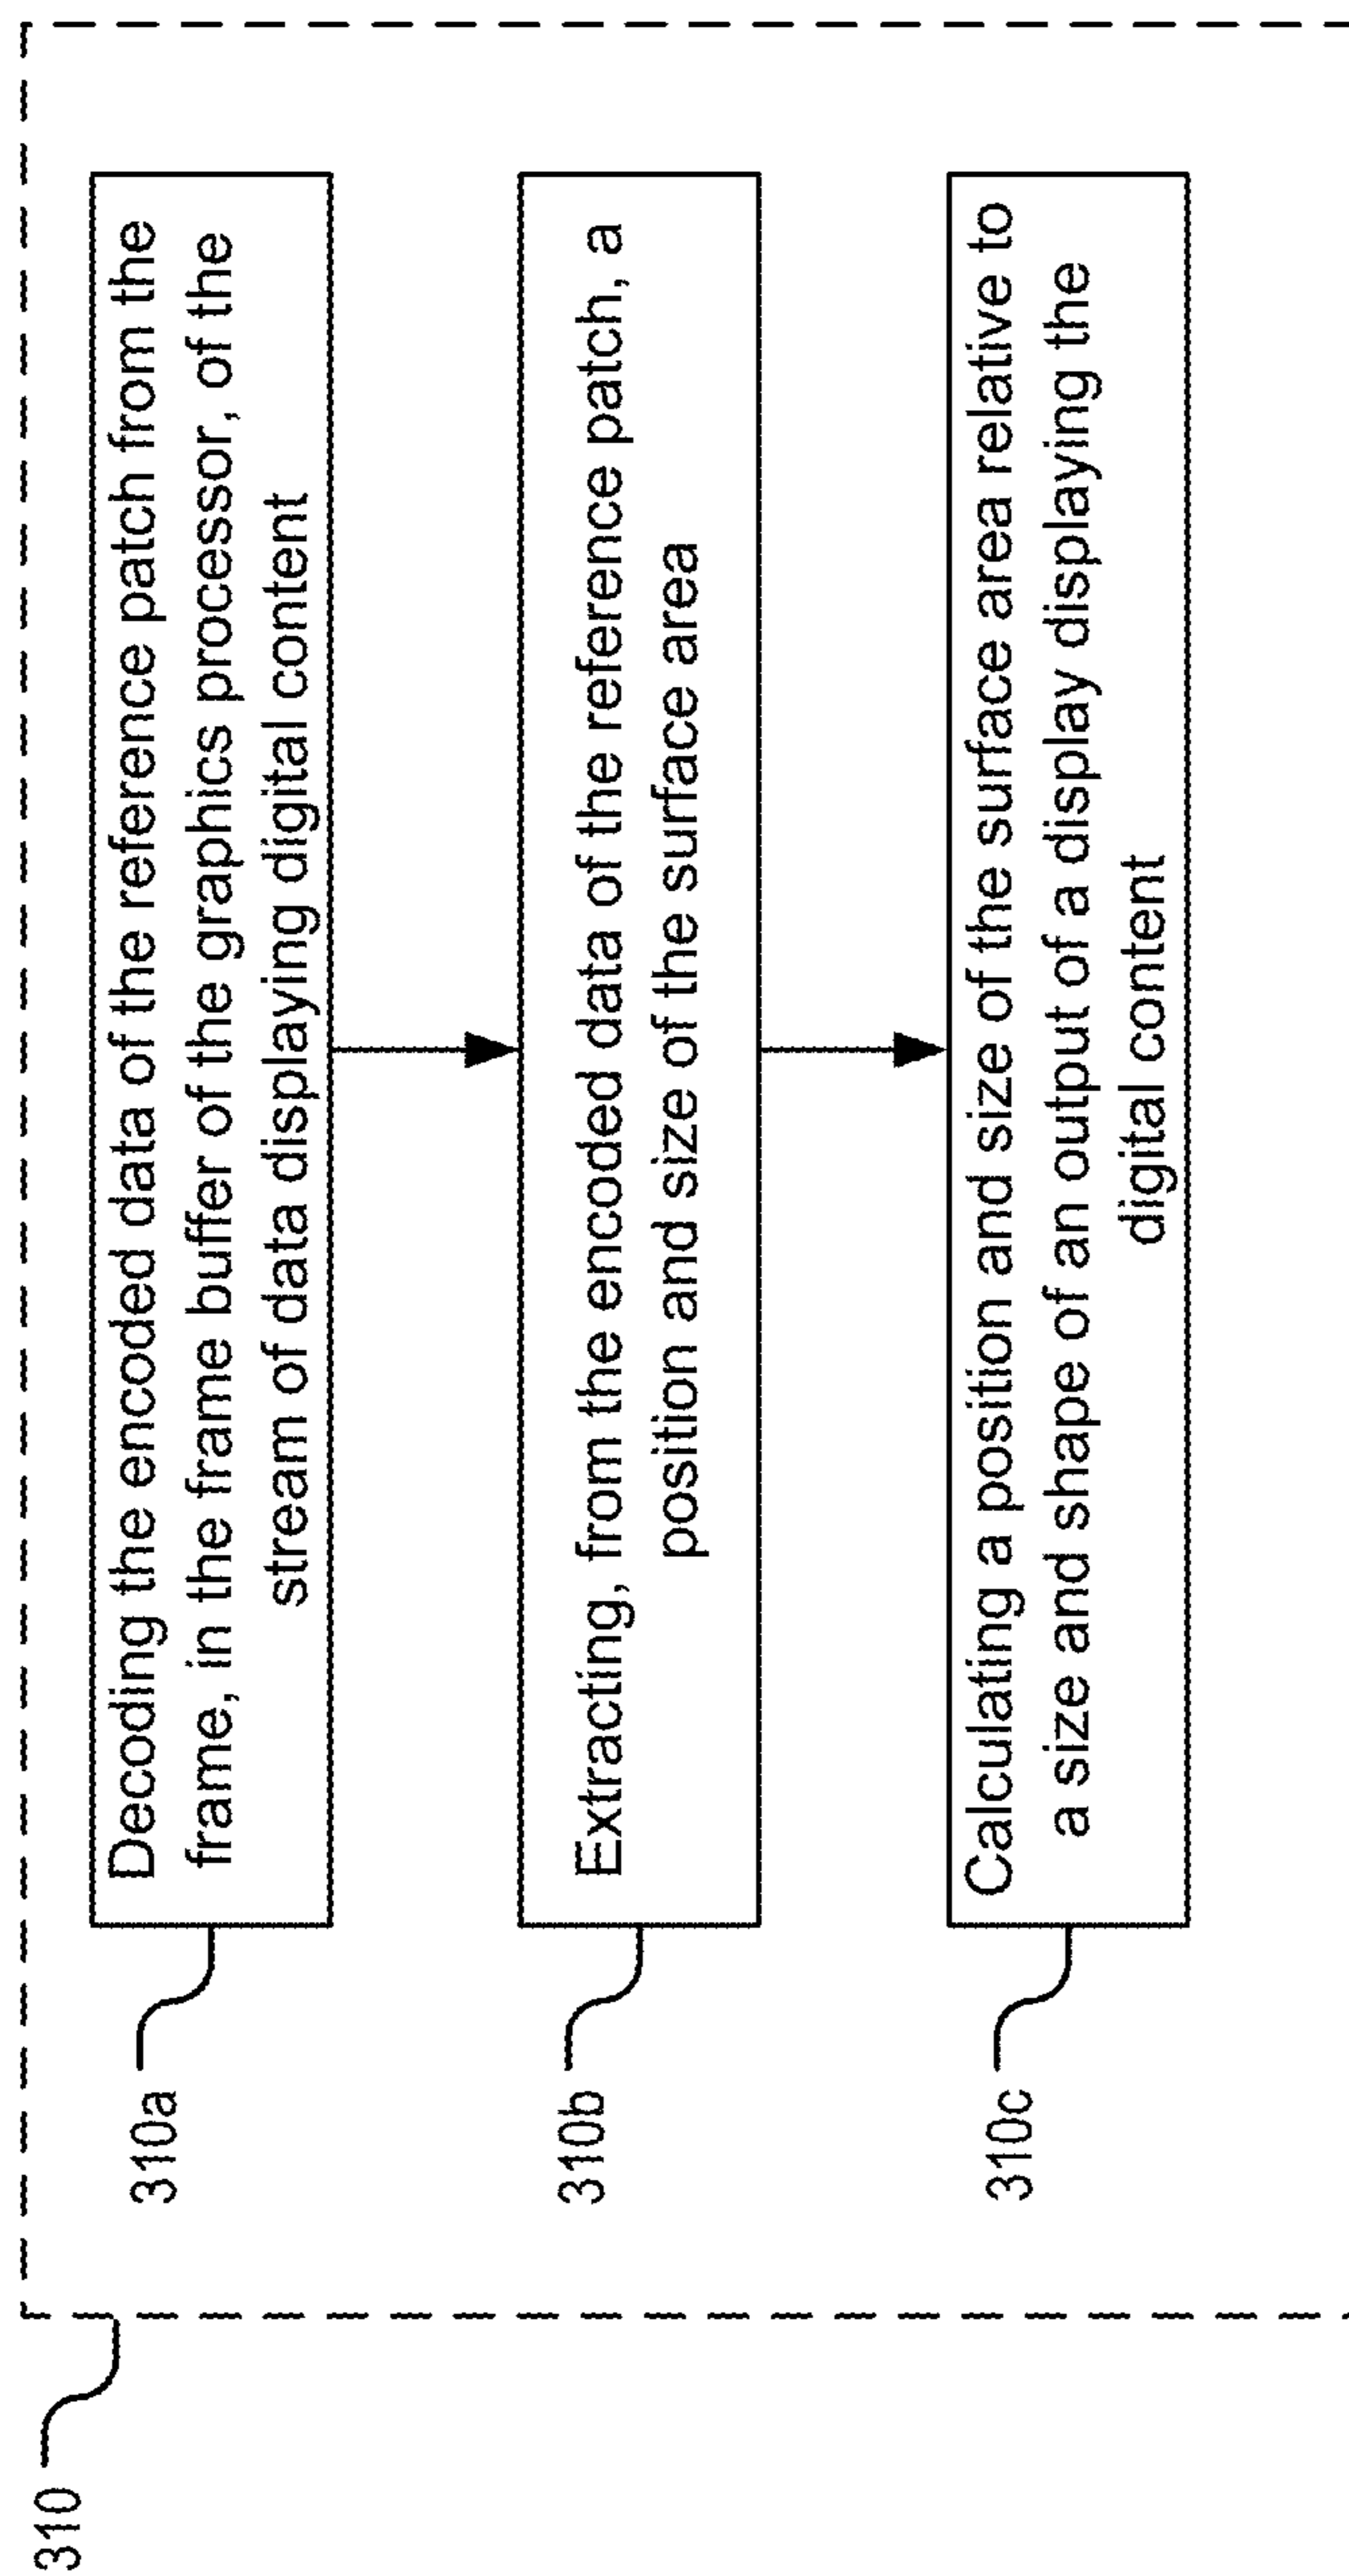 310
310a
Decoding the encoded data of the reference patch from the
frame, in the frame buffer of the graphics processor, of the
stream of data displaying digital content
310b
Extracting, from the encoded data of the reference patch, a
position and size of the surface area
310c
Calculating a position and size of the surface area relative to
a size and shape of an output of a display displaying the
digital content